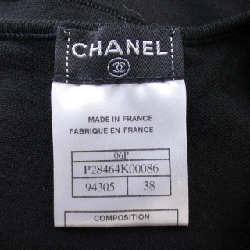 CHANEL
MADE IN FRANCE
FABRIQUE EN FRANCE
06P
P28464K00086
94305 38
COMPOSITION